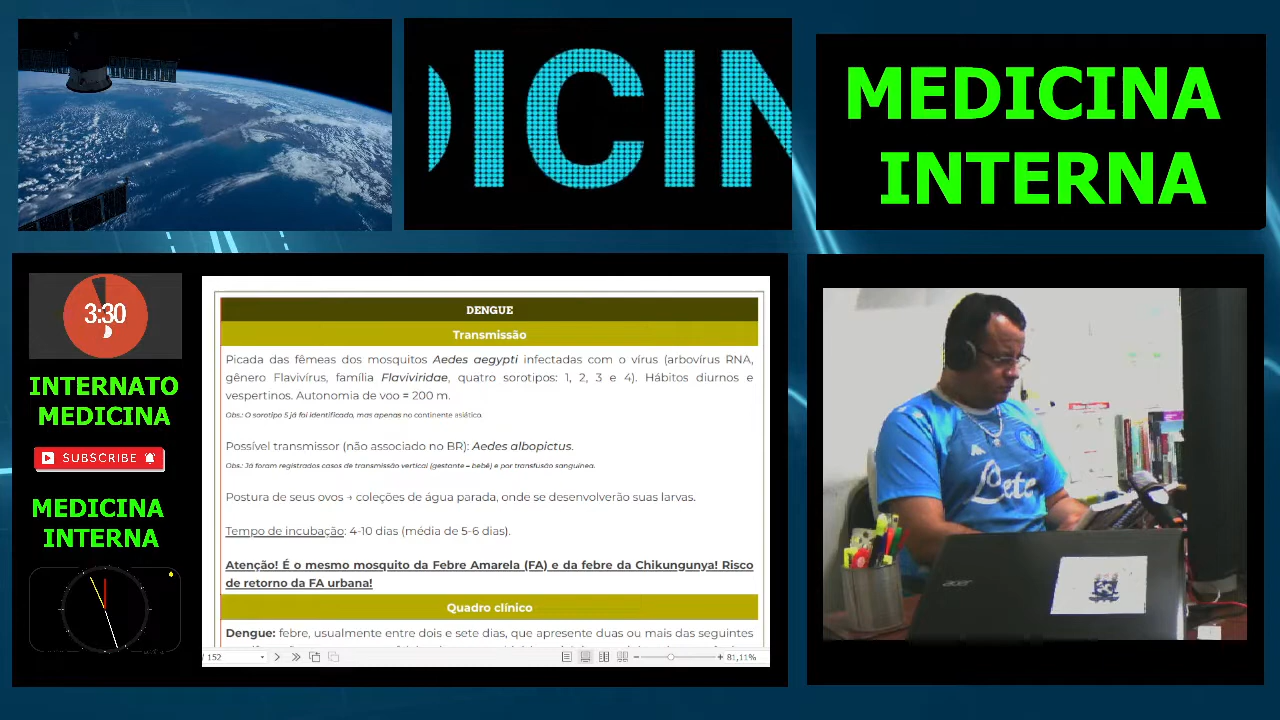 DICIN
MEDICINA
INTERNA
3:30
INTERNATO
MEDICINA
SUBSCRIBE
MEDICINA
INTERNA
DENGUE
Transmissão
Picada das fêmeas dos mosquitos Aedes aegypti infectadas com o vírus (arbovírus RNA,
gênero Flavivírus, família Flaviviridae, quatro sorotipos: 1, 2, 3 e 4). Hábitos diurnos e
vespertinos. Autonomia de voo = 200 m.
Obs.: O sorotipo 5 já foi identificado, mas apenas no continente asiático.
Possível transmissor (não associado no BR): Aedes albopictus.
Obs.: Já foram registrados casos de transmissão vertical (gestante – bebê) e por transfusão sanguínea.
Postura de seus ovos → coleções de água parada, onde se desenvolverão suas larvas.
Tempo de incubação: 4-10 dias (média de 5-6 dias).
Atenção! É o mesmo mosquito da Febre Amarela (FA) e da febre da Chikungunya! Risco
de retorno da FA urbana!
Quadro clínico
Dengue: febre, usualmente entre dois e sete dias, que apresente duas ou mais das seguintes
/ 152
81,11%
acer